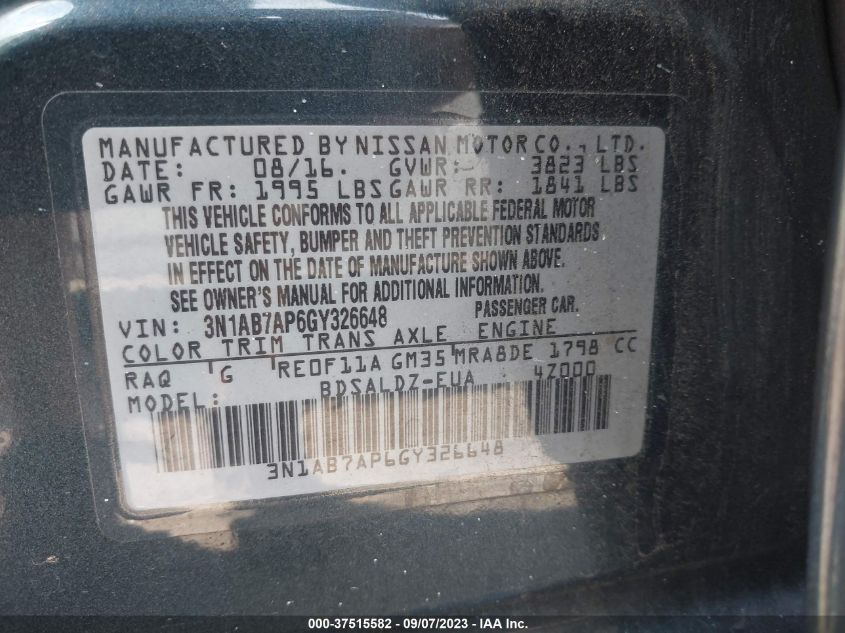 MANUFACTURED BY NISSAN MOTOR CO., LTD.
DATE: 08/16. GVWR: 3823 LBS
GAWR FR: 1995 LBS GAWR RR: 1841 LBS
THIS VEHICLE CONFORMS TO ALL APPLICABLE FEDERAL MOTOR
VEHICLE SAFETY, BUMPER AND THEFT PREVENTION STANDARDS
IN EFFECT ON THE DATE OF MANUFACTURE SHOWN ABOVE.
SEE OWNER'S MANUAL FOR ADDITIONAL INFORMATION.
VIN: 3N1AB7AP6GY326648 PASSENGER CAR.
COLOR TRIM TRANS AXLE ENGINE
RAQ G RE0F11A GM35 MRA8DE 1798 CC
MODEL: BDSALDZ-EUA 4Z000
3N1AB7AP6GY326648
000-37515582 - 09/07/2023 - IAA Inc.